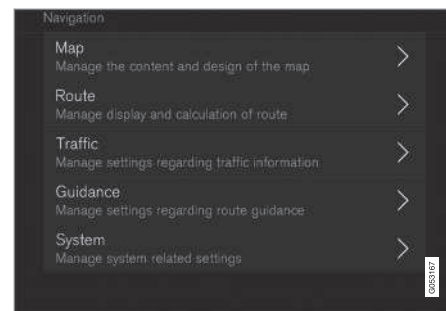 Navigation
Map
Manage the content and design of the map
Route
Manage display and calculation of route
Traffic
Manage settings regarding traffic information
Guidance
Manage settings regarding route guidance
System
Manage system related settings
G053167